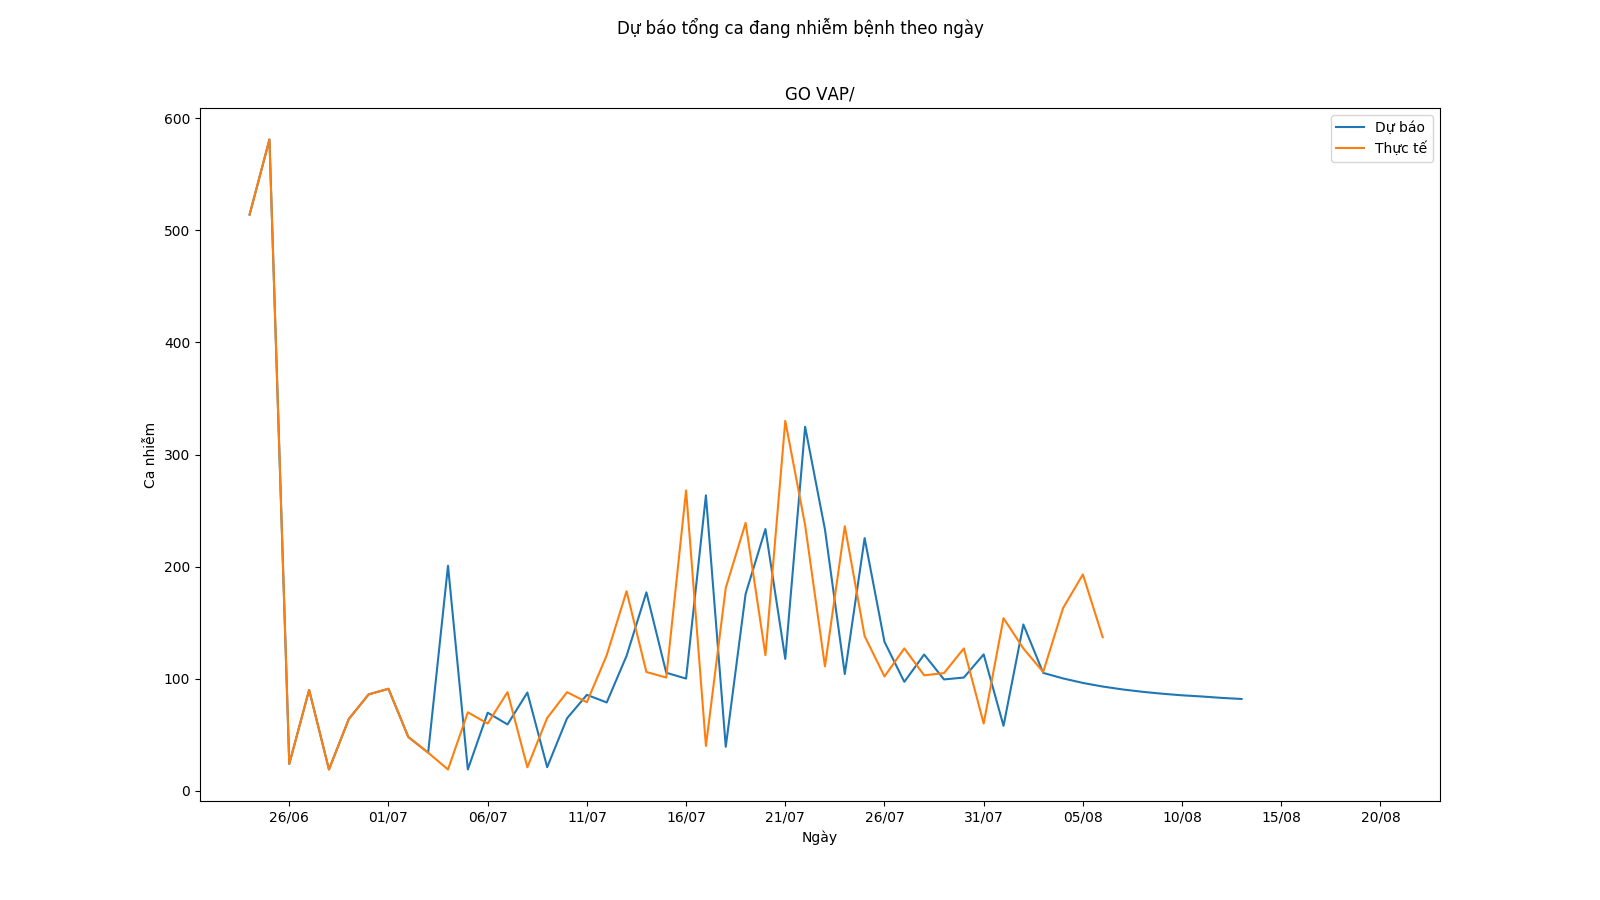 Dự báo tổng ca đang nhiễm bệnh theo ngày
GO VAP/
Dự báo
Thực tế
600
500
400
300
200
100
0
Ca nhiễm
26/06 01/07 06/07 11/07 16/07 21/07 26/07 31/07 05/08 10/08 15/08 20/08
Ngày